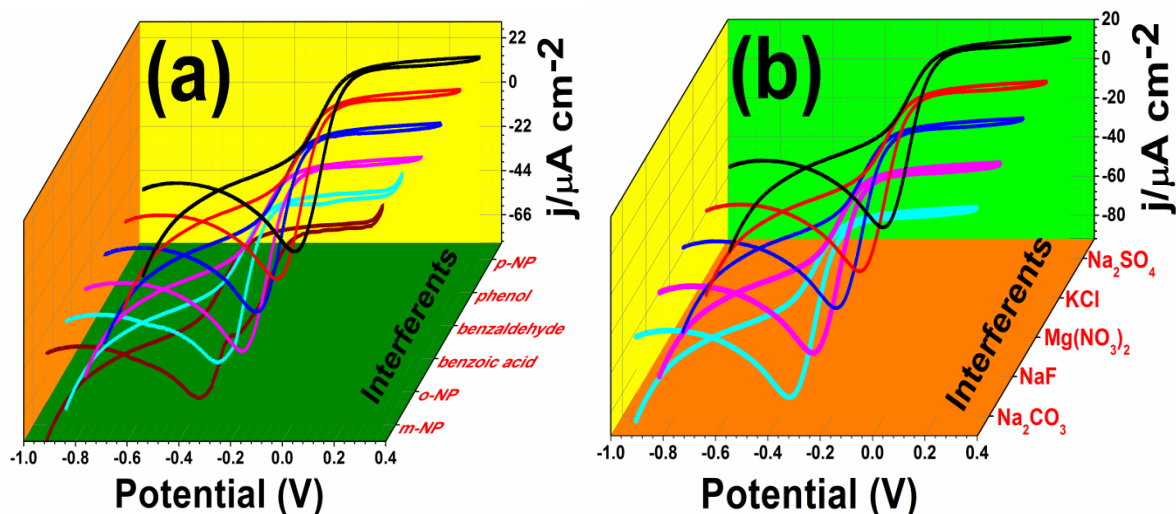 (a)
22
0
-22
-44
-66
j/μA cm-2
p-NP
phenol
benzaldehyde
benzoic acid
o-NP
m-NP
Interferents
-1.0 -0.8 -0.6 -0.4 -0.2 0.0 0.2 0.4
Potential (V)
(b)
20
0
-20
-40
-60
-80
j/μA cm-2
Na2SO4
KCl
Mg(NO3)2
NaF
Na2CO3
Interferents
-1.0 -0.8 -0.6 -0.4 -0.2 0.0 0.2 0.4
Potential (V)